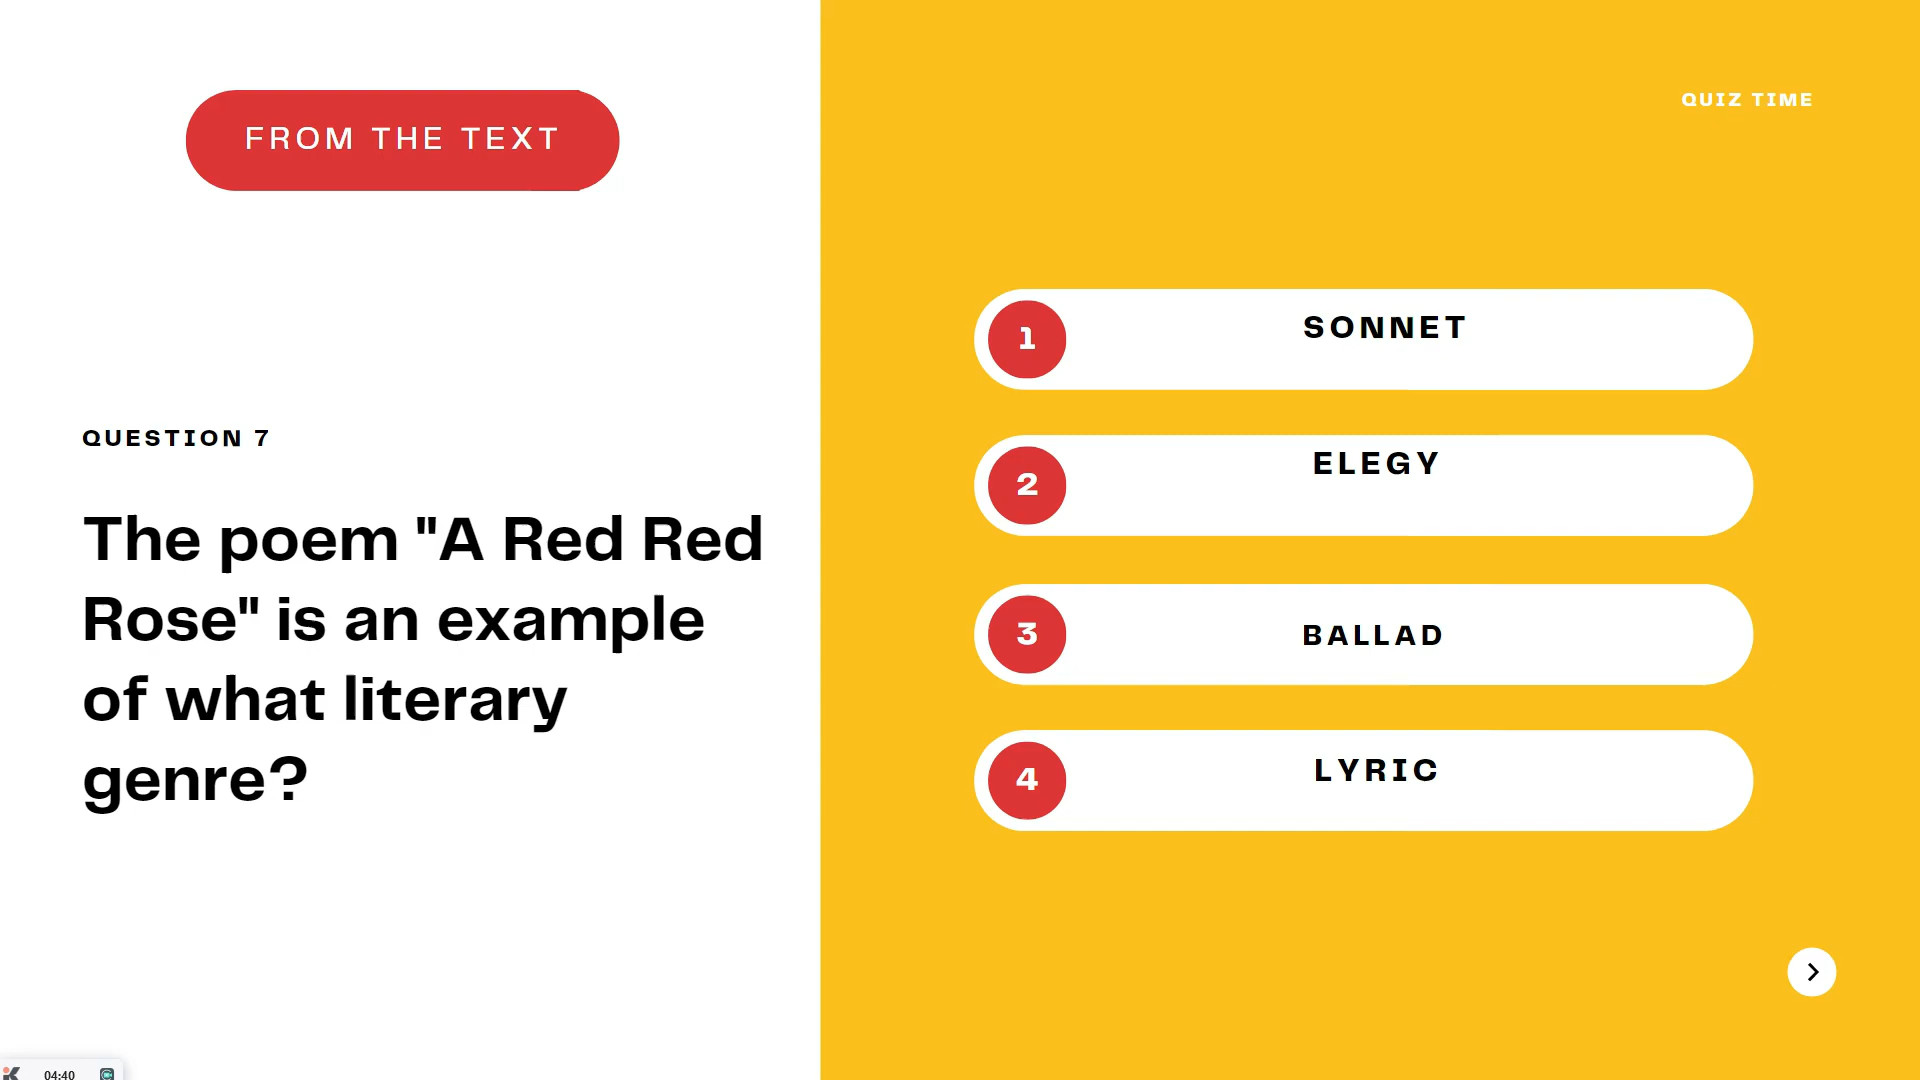 FROM THE TEXT
QUIZ TIME
QUESTION 7
The poem "A Red Red
Rose" is an example
of what literary
genre?
1 SONNET
2 ELEGY
3 BALLAD
4 LYRIC
04:40